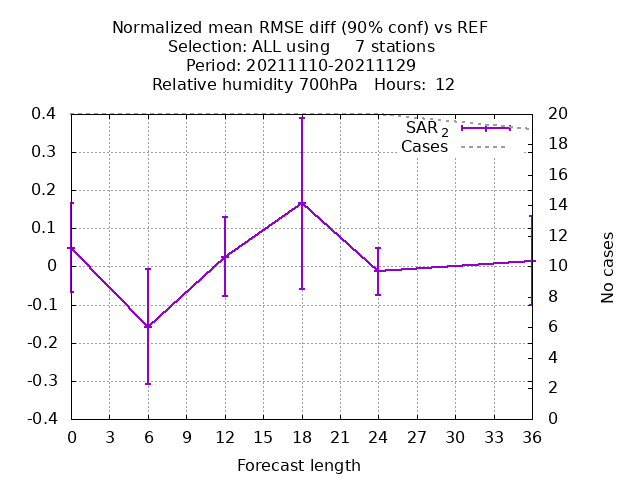 Normalized mean RMSE diff (90% conf) vs REF
Selection: ALL using     7 stations
Period: 20211110-20211129
Relative humidity 700hPa   Hours:  12
0.4
0.3
0.2
0.1
0
-0.1
-0.2
-0.3
-0.4
SAR 2
Cases
20
18
16
14
12
10
8
6
4
2
0
No cases
0 3 6 9 12 15 18 21 24 27 30 33 36
Forecast length